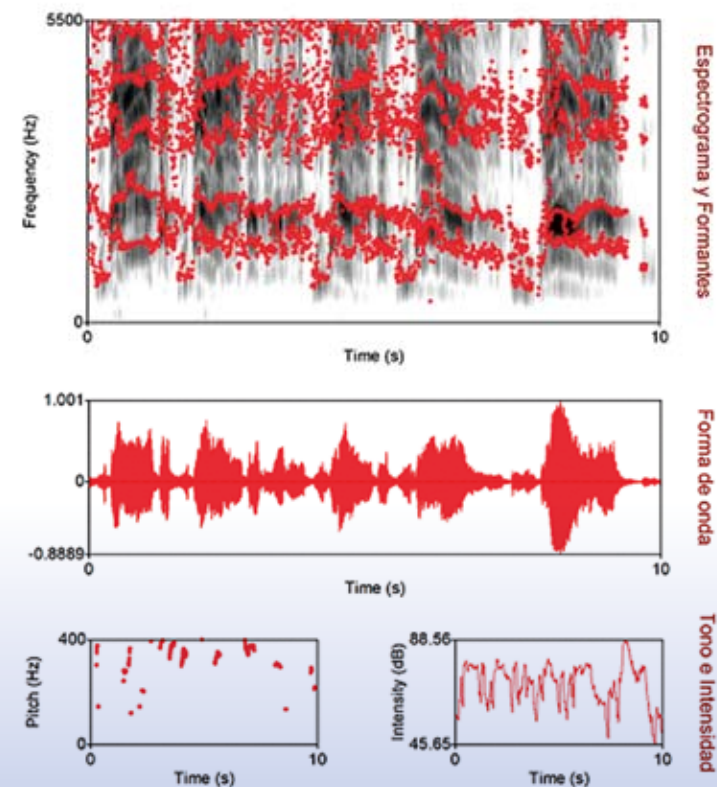 5500
Frequency (Hz)
0
0
10
Time (s)
Espectrograma y Formantes
1.001
0
-0.8889
0
10
Time (s)
Forma de onda
400
Pitch (Hz)
0
0
10
Time (s)
88.56
Intensity (dB)
45.65
0
10
Time (s)
Tono e Intensidad